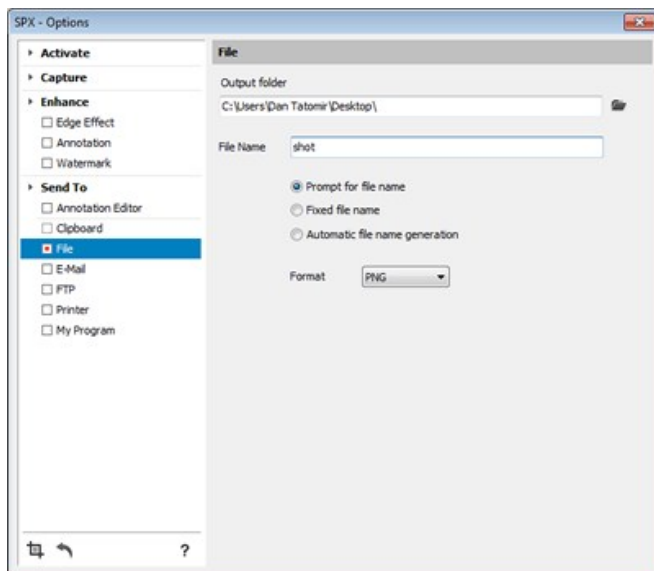 SPX - Options
Activate
Capture
Enhance
Edge Effect
Annotation
Watermark
Send To
Annotation Editor
Clipboard
File
E-Mail
FTP
Printer
My Program
?
File
Output folder
C:\Users\Dan Tatomir\Desktop\
File Name shot
Prompt for file name
Fixed file name
Automatic file name generation
Format PNG